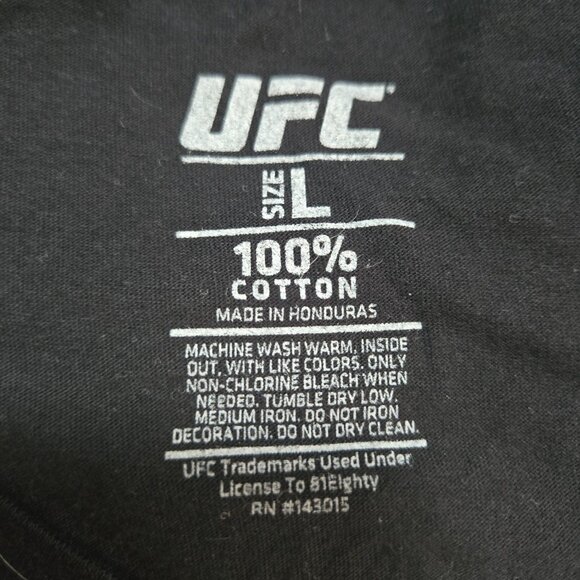 UFC
SIZE L
100%
COTTON
MADE IN HONDURAS
MACHINE WASH WARM, INSIDE
OUT, WITH LIKE COLORS. ONLY
NON-CHLORINE BLEACH WHEN
NEEDED. TUMBLE DRY LOW.
MEDIUM IRON. DO NOT IRON
DECORATION. DO NOT DRY CLEAN.
UFC Trademarks Used Under
License To 81Eighty
RN #143015